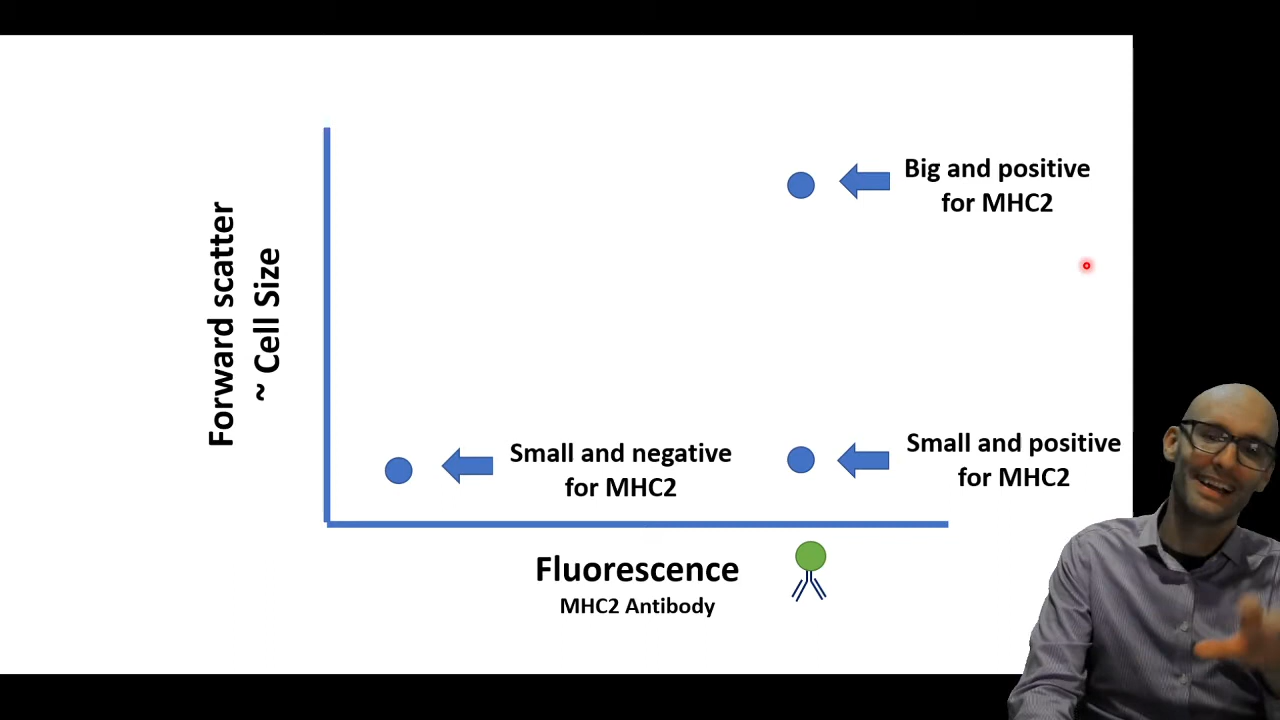 Forward scatter
~ Cell Size
Big and positive
for MHC2
Small and negative
for MHC2
Small and positive
for MHC2
Fluorescence
MHC2 Antibody